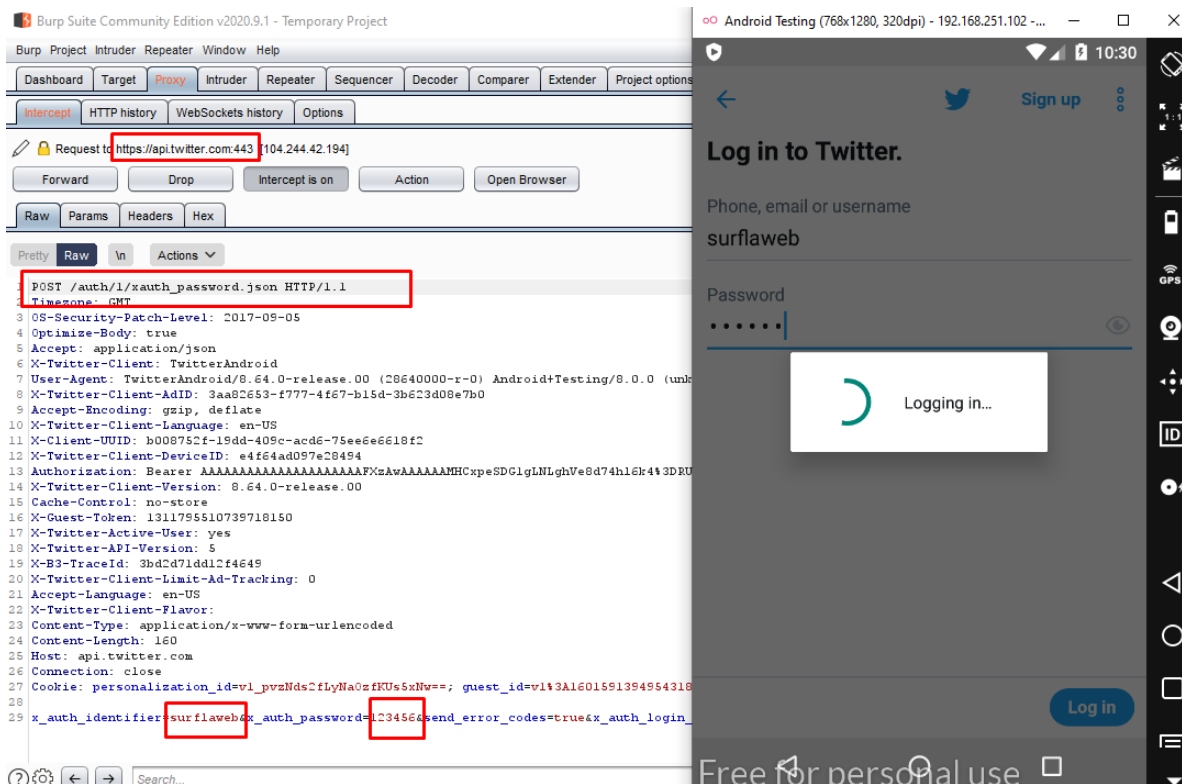 Burp Suite Community Edition v2020.9.1 - Temporary Project
Burp Project Intruder Repeater Window Help
Dashboard Target Proxy Intruder Repeater Sequencer Decoder Comparer Extender Project options
Intercept HTTP history WebSockets history Options
Request to https://api.twitter.com:443 [104.244.42.194]
Forward Drop Intercept is on Action Open Browser
Raw Params Headers Hex
Pretty Raw \n Actions
1 POST /auth/1/xauth_password.json HTTP/1.1
2 Timezone: GMT
3 OS-Security-Patch-Level: 2017-09-05
4 Optimize-Body: true
5 Accept: application/json
6 X-Twitter-Client: TwitterAndroid
7 User-Agent: TwitterAndroid/8.64.0-release.00 (28640000-r-0) Android+Testing/8.0.0 (unk
8 X-Twitter-Client-AdID: 3aa82653-f777-4f67-b15d-3b623d08e7b0
9 Accept-Encoding: gzip, deflate
10 X-Twitter-Client-Language: en-US
11 X-Client-UUID: b008752f-19dd-409c-acd6-75ee6e6618f2
12 X-Twitter-Client-DeviceID: e4f64ad097e28494
13 Authorization: Bearer AAAAAAAAAAAAAAAAAAAAAFXzAwAAAAAAMHCxpeSDG1gLNLghVe8d74hl6k4%3DRU
14 X-Twitter-Client-Version: 8.64.0-release.00
15 Cache-Control: no-store
16 X-Guest-Token: 1311795510739718150
17 X-Twitter-Active-User: yes
18 X-Twitter-API-Version: 5
19 X-B3-TraceId: 3bd2d71dd12f4649
20 X-Twitter-Client-Limit-Ad-Tracking: 0
21 Accept-Language: en-US
22 X-Twitter-Client-Flavor:
23 Content-Type: application/x-www-form-urlencoded
24 Content-Length: 160
25 Host: api.twitter.com
26 Connection: close
27 Cookie: personalization_id=v1_pvzNds2fLyNa0zfKUs5xNw==; guest_id=v1%3A1601591394954318
28
29 x_auth_identifier=surflaweb&x_auth_password=123456&send_error_codes=true&x_auth_login_
Search...
Android Testing (768x1280, 320dpi) - 192.168.251.102 -...
10:30
Sign up
1:1
Log in to Twitter.
Phone, email or username
surflaweb
GPS
Password
••••••
Logging in...
ID
Log in
Free for personal use